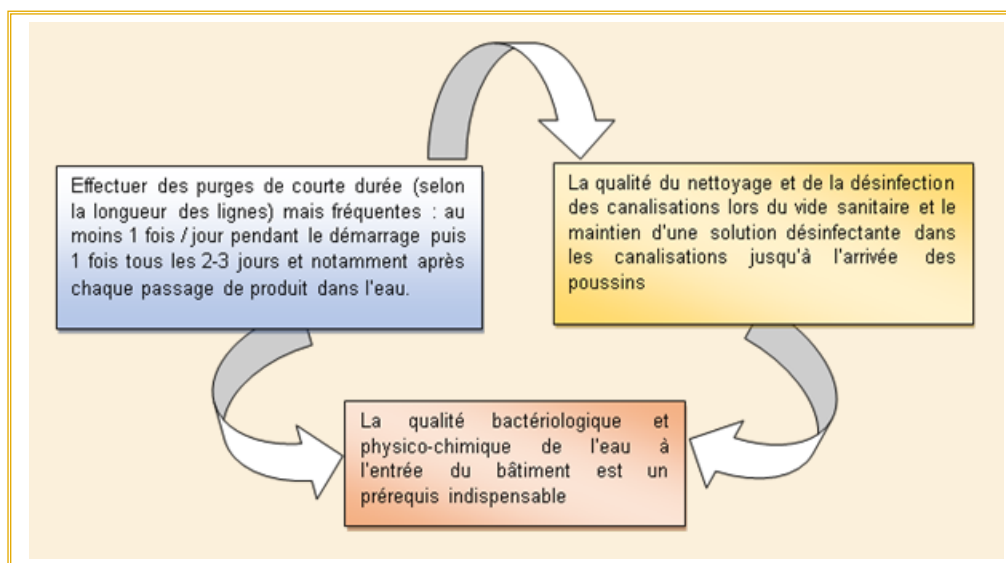 Effectuer des purges de courte durée (selon
la longueur des lignes) mais fréquentes : au
moins 1 fois / jour pendant le démarrage puis
1 fois tous les 2-3 jours et notamment après
chaque passage de produit dans l'eau.
La qualité du nettoyage et de la désinfection
des canalisations lors du vide sanitaire et le
maintien d'une solution désinfectante dans
les canalisations jusqu'à l'arrivée des
poussins
La qualité bactériologique et
physico-chimique de l'eau à
l'entrée du bâtiment est un
prérequis indispensable